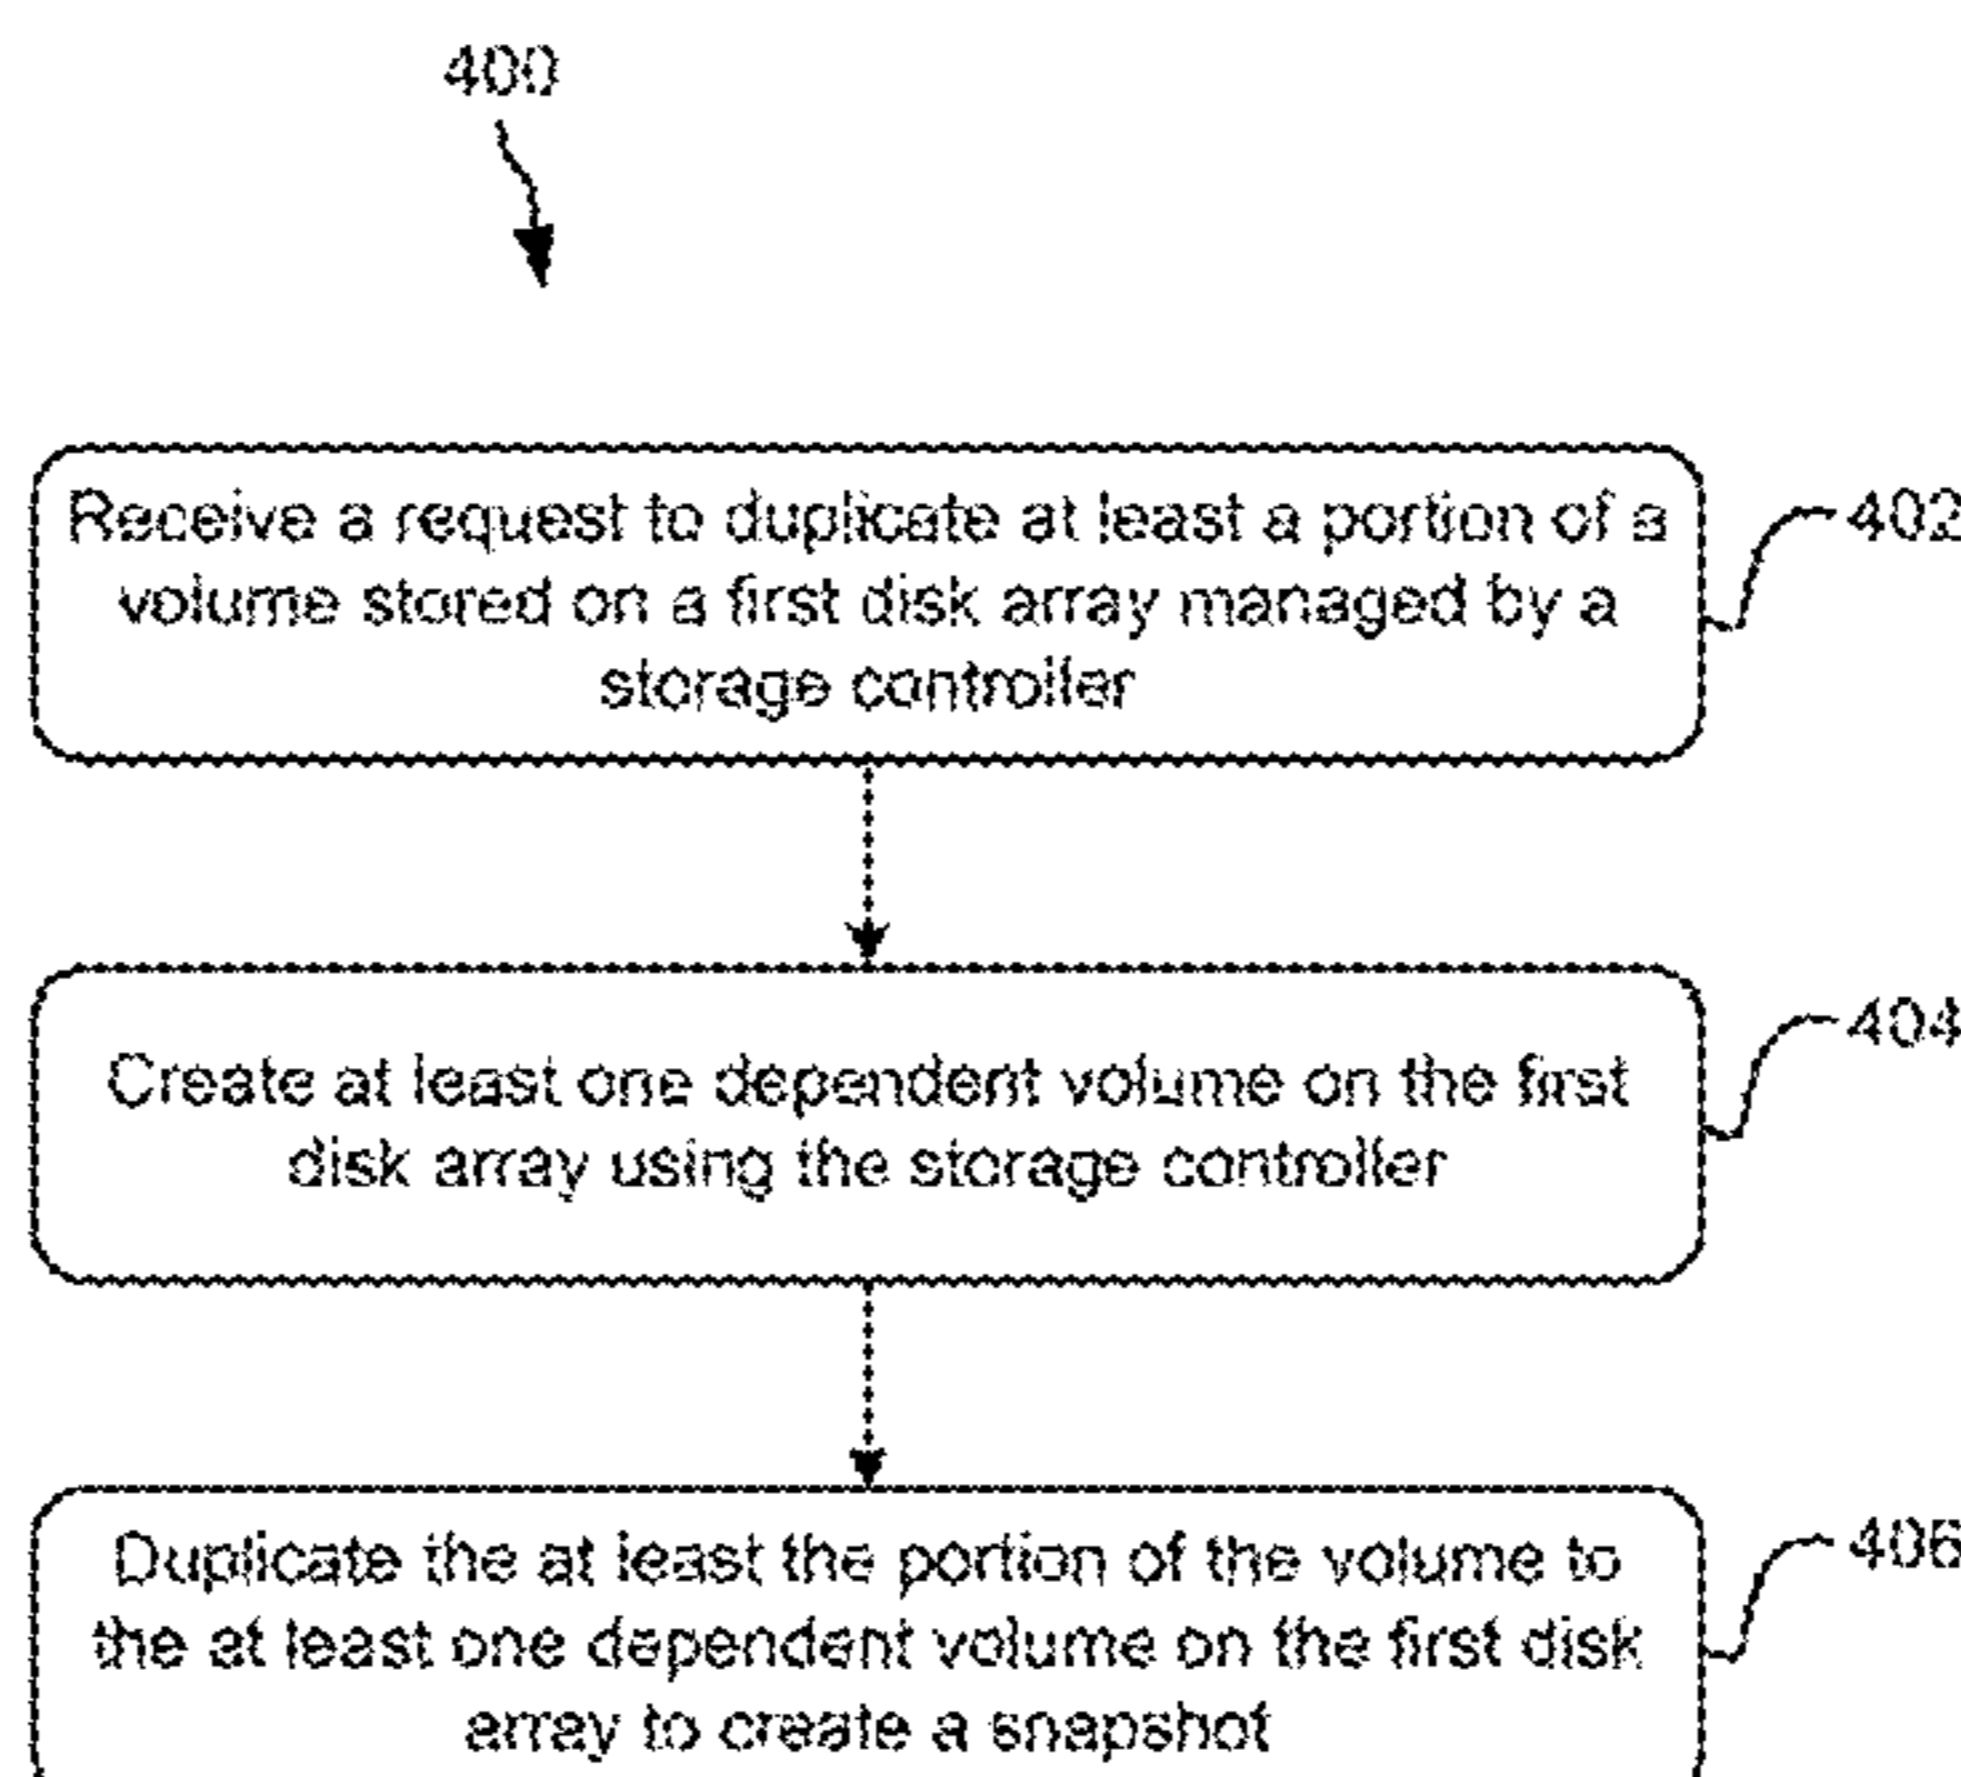 400
Receive a request to duplicate at least a portion of a
volume stored on a first disk array managed by a
storage controller
402
Create at least one dependent volume on the first
disk array using the storage controller
404
Duplicate the at least the portion of the volume to
the at least one dependent volume on the first disk
array to create a snapshot
406